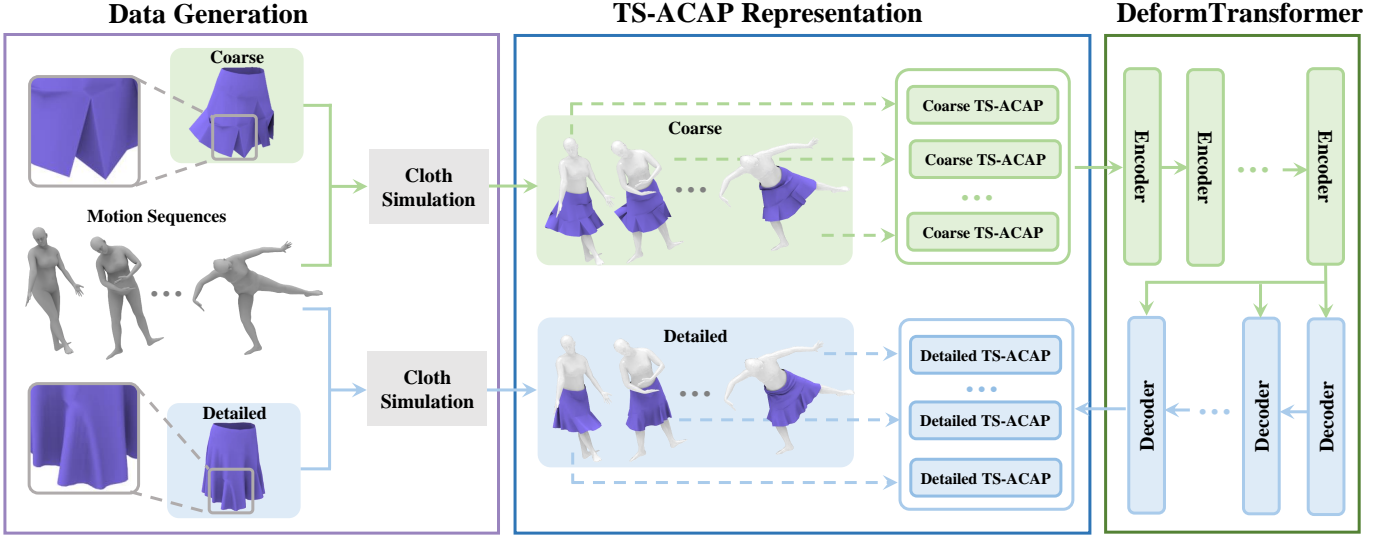 Data Generation
TS-ACAP Representation
DeformTransformer
Coarse
Motion Sequences
Detailed
Cloth
Simulation
Cloth
Simulation
Coarse
Coarse TS-ACAP
Coarse TS-ACAP
Coarse TS-ACAP
Detailed
Detailed TS-ACAP
Detailed TS-ACAP
Detailed TS-ACAP
Encoder
Encoder
Encoder
Decoder
Decoder
Decoder